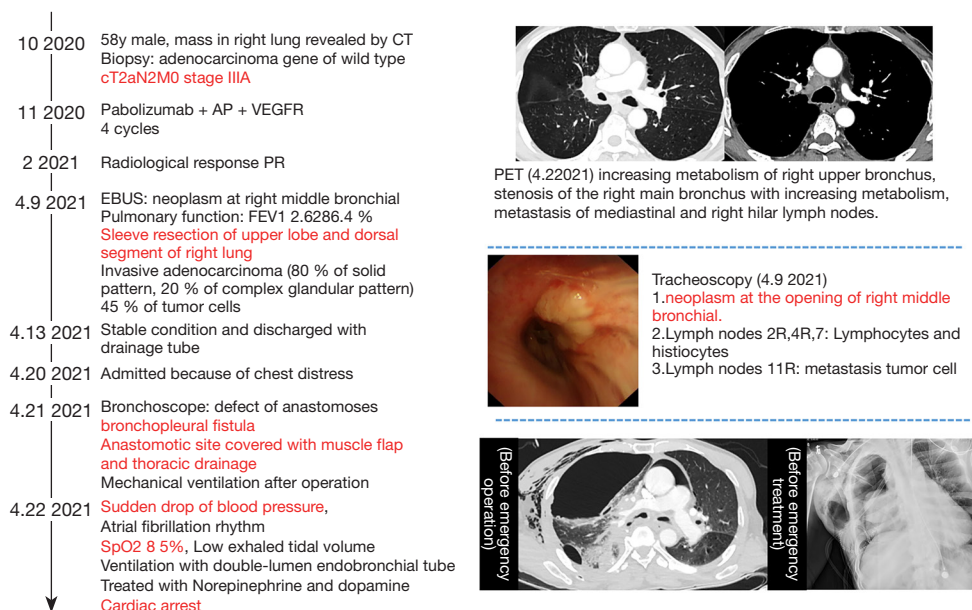 10 2020
58y male, mass in right lung revealed by CT
Biopsy: adenocarcinoma gene of wild type
cT2aN2M0 stage IIIA
11 2020
Pabolizumab + AP + VEGFR
4 cycles
2 2021
Radiological response PR
4.9 2021
EBUS: neoplasm at right middle bronchial
Pulmonary function: FEV1 2.6286.4 %
Sleeve resection of upper lobe and dorsal
segment of right lung
Invasive adenocarcinoma (80 % of solid
pattern, 20 % of complex glandular pattern)
45 % of tumor cells
4.13 2021
Stable condition and discharged with
drainage tube
4.20 2021
Admitted because of chest distress
4.21 2021
Bronchoscope: defect of anastomoses
bronchopleural fistula
Anastomotic site covered with muscle flap
and thoracic drainage
Mechanical ventilation after operation
4.22 2021
Sudden drop of blood pressure,
Atrial fibrillation rhythm
SpO2 8 5%, Low exhaled tidal volume
Ventilation with double-lumen endobronchial tube
Treated with Norepinephrine and dopamine
Cardiac arrest
PET (4.22021) increasing metabolism of right upper bronchus,
stenosis of the right main bronchus with increasing metabolism,
metastasis of mediastinal and right hilar lymph nodes.
Tracheoscopy (4.9 2021)
1.neoplasm at the opening of right middle
bronchial.
2.Lymph nodes 2R,4R,7: Lymphocytes and
histiocytes
3.Lymph nodes 11R: metastasis tumor cell
(Before emergency
operation)
(Before emergency
treatment)